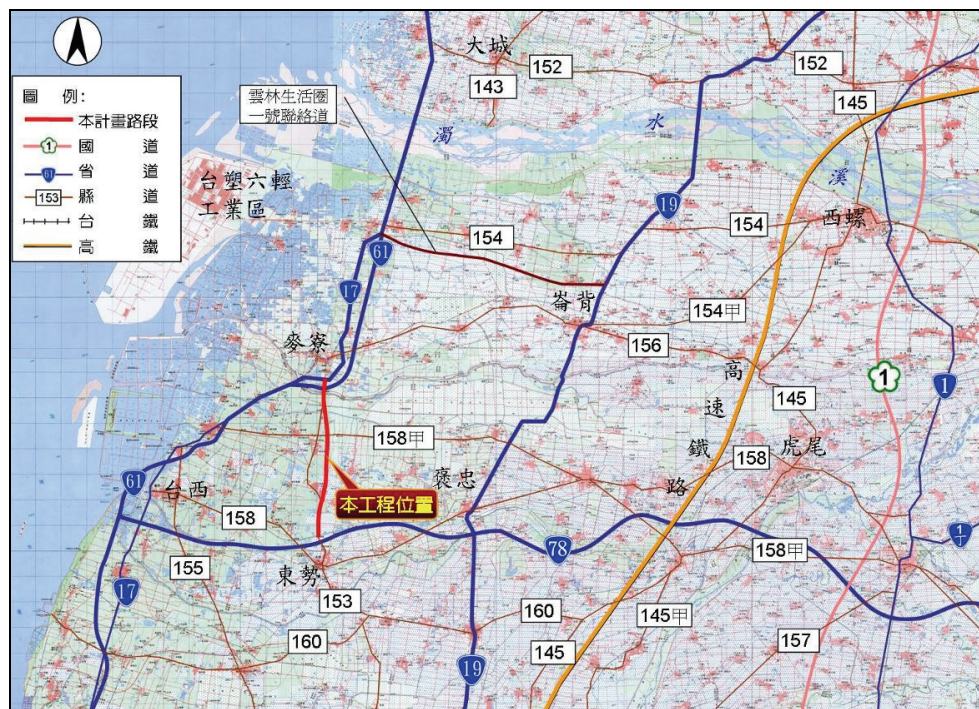 圖 例：
本計畫路段
1 國 道
61 省 道
153 縣 道
台 鐵
高 鐵
大城
152
152
143
145
雲林生活圈
一號聯絡道
濁
水
溪
台塑六輕
工業區
19
西螺
154
154
61
17
崙背
154甲
麥寮
156
高
1
1
速
145
158甲
鐵
158
虎尾
褒忠
61
台西
路
本工程位置
158
78
1丁
158甲
155
東勢
17
153
160
145甲
160
145
157
19